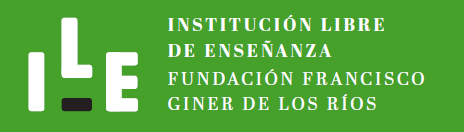 ILE
INSTITUCIÓN LIBRE
DE ENSEÑANZA
FUNDACIÓN FRANCISCO
GINER DE LOS RÍOS